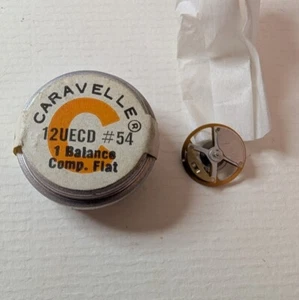 CARAVELLE®
12UECD #54
1 Balance
Comp. Flat